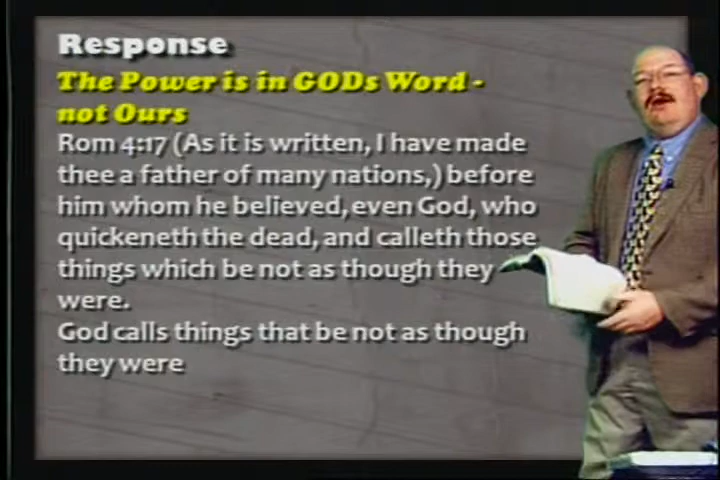 Response
The Power is in GODs Word -
not Ours
Rom 4:17 (As it is written, I have made
thee a father of many nations,) before
him whom he believed, even God, who
quickeneth the dead, and calleth those
things which be not as though they
were.
God calls things that be not as though
they were